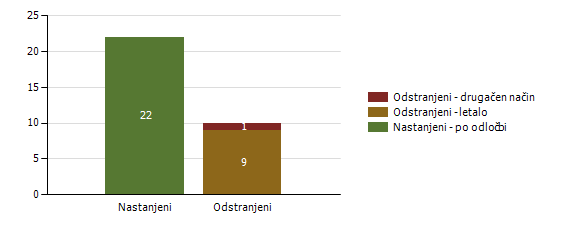 25
20
15
10
5
0
22
1
9
Nastanjeni
Odstranjeni
Odstranjeni - drugačen način
Odstranjeni - letalo
Nastanjeni - po odločbi